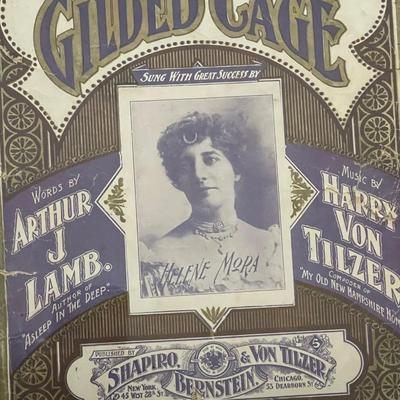 GILDED CAGE
SUNG WITH GREAT SUCCESS BY
WORDS BY
ARTHUR
J
LAMB.
AUTHOR OF
"ASLEEP IN THE DEEP."
MUSIC BY
HARRY
VON
TILZER
COMPOSER OF
"MY OLD NEW HAMPSHIRE HOME
HELENE MORA
PUBLISHED BY
SHAPIRO,
BERNSTEIN
& VON TILZER
NEW YORK
45 WEST 28th ST.
CHICAGO,
53 DEARBORN ST
5